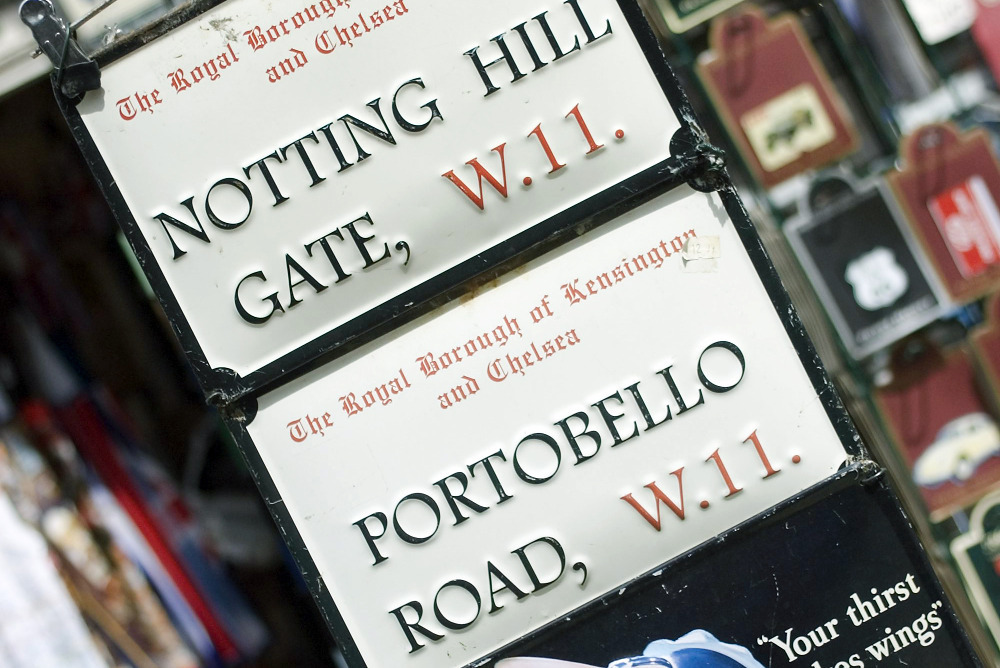 The Royal Borough
and Chelsea
NOTTING HILL
GATE, W.11.
The Royal Borough of Kensington
and Chelsea
PORTOBELLO
ROAD, W.11.
"Your thirst
wings"